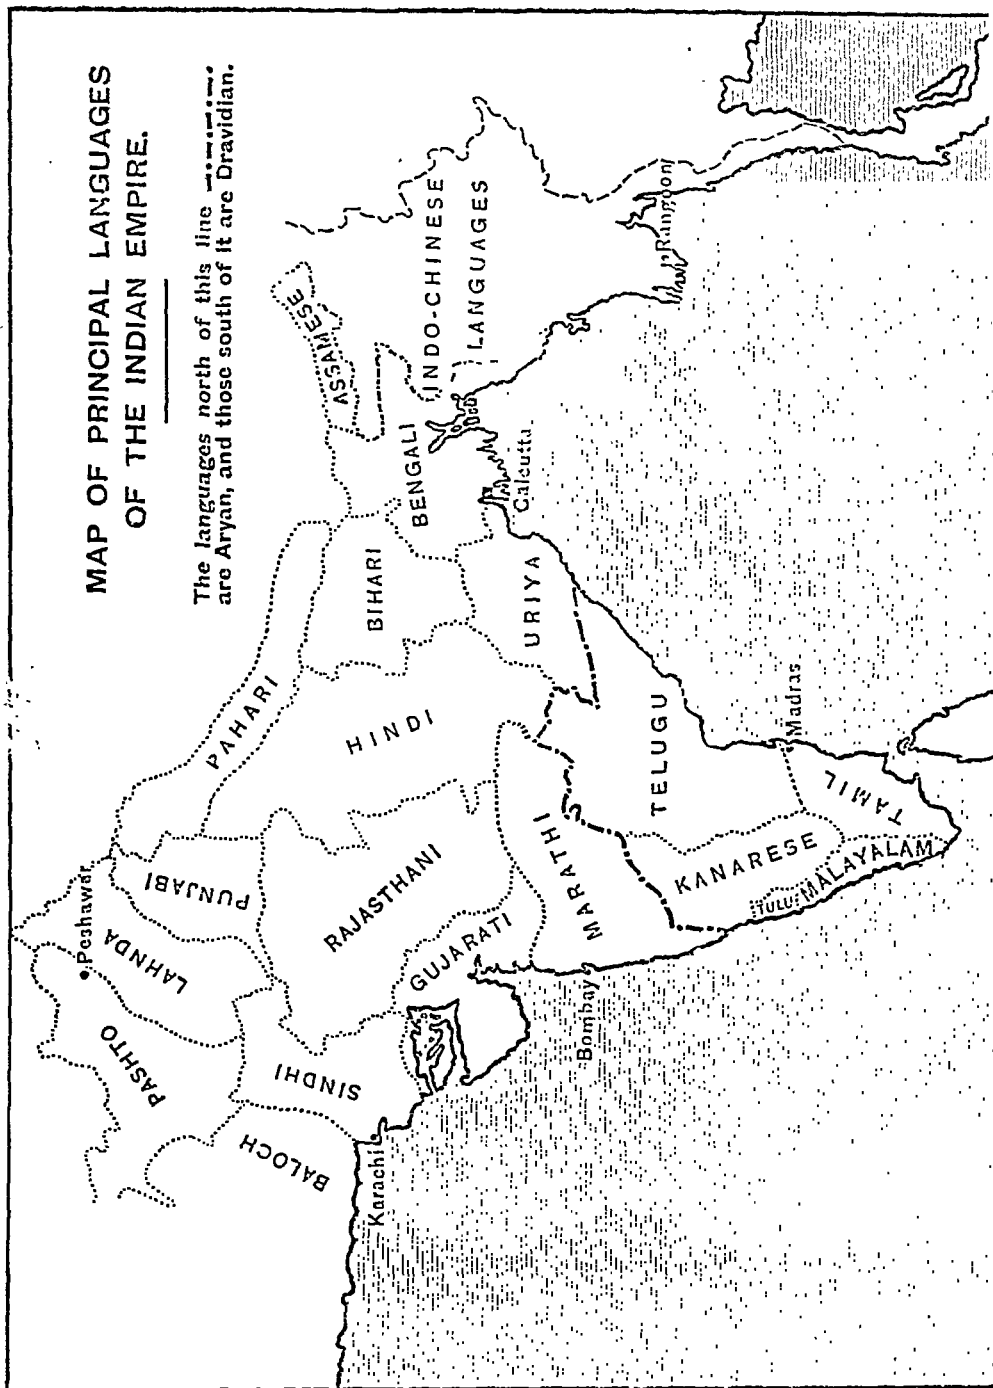 MAP OF PRINCIPAL LANGUAGES
OF THE INDIAN EMPIRE.
The languages north of this line
are Aryan, and those south of it are Dravidian.
Peshawar
PASHTO
LAHNDA
PUNJABI
PAHARI
BALOCH
SINDHI
RAJASTHANI
HINDI
BIHARI
ASSAMESE
BENGALI
INDO-CHINESE
LANGUAGES
Karachi
GUJARATI
Calcutta
URIYA
Rangoon
MARATHI
Bombay
TELUGU
KANARESE
TULU
MALAYALAM
TAMIL
Madras